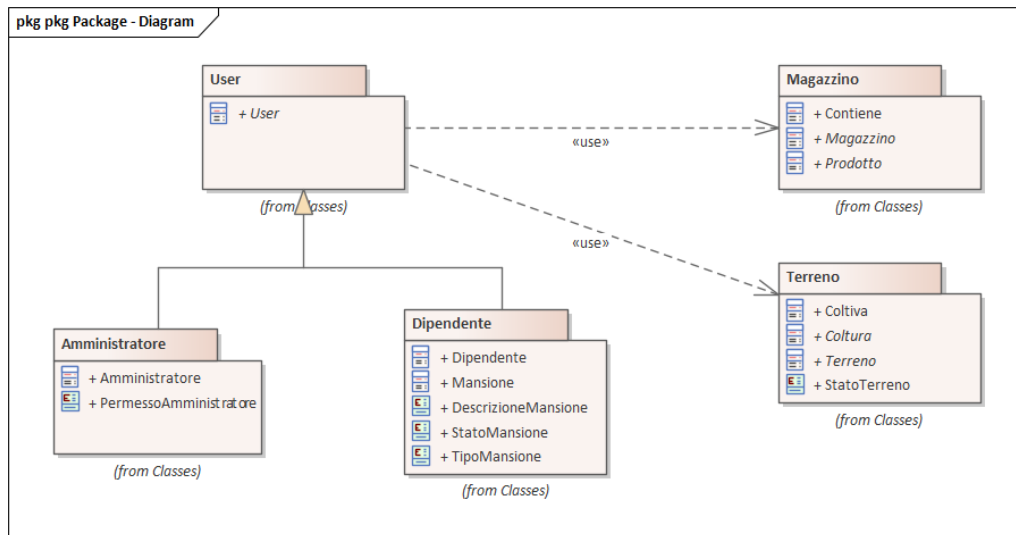 pkg pkg Package - Diagram
User
+ User
(from Classes)
Magazzino
+ Contiene
+ Magazzino
+ Prodotto
(from Classes)
«use»
«use»
Terreno
+ Coltiva
+ Coltura
+ Terreno
+ StatoTerreno
(from Classes)
Amministratore
+ Amministratore
+ PermessoAmministratore
(from Classes)
Dipendente
+ Dipendente
+ Mansione
+ DescrizioneMansione
+ StatoMansione
+ TipoMansione
(from Classes)